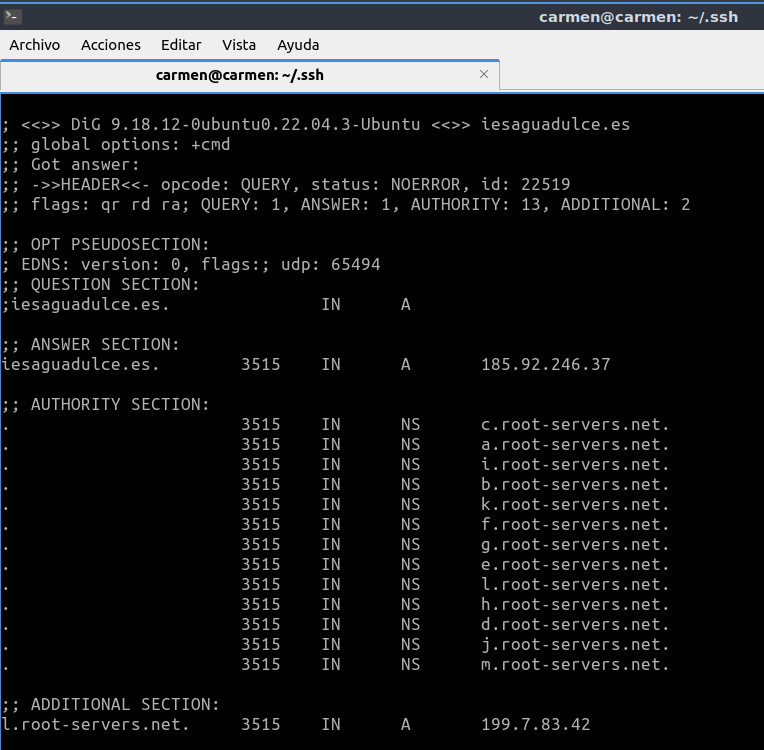 carmen@carmen: ~/.ssh
Archivo Acciones Editar Vista Ayuda
carmen@carmen: ~/.ssh ×
; <<>> DiG 9.18.12-0ubuntu0.22.04.3-Ubuntu <<>> iesaguadulce.es
;; global options: +cmd
;; Got answer:
;; ->>HEADER<<- opcode: QUERY, status: NOERROR, id: 22519
;; flags: qr rd ra; QUERY: 1, ANSWER: 1, AUTHORITY: 13, ADDITIONAL: 2
;; OPT PSEUDOSECTION:
; EDNS: version: 0, flags:; udp: 65494
;; QUESTION SECTION:
;iesaguadulce.es. IN A
;; ANSWER SECTION:
iesaguadulce.es. 3515 IN A 185.92.246.37
;; AUTHORITY SECTION:
. 3515 IN NS c.root-servers.net.
. 3515 IN NS a.root-servers.net.
. 3515 IN NS i.root-servers.net.
. 3515 IN NS b.root-servers.net.
. 3515 IN NS k.root-servers.net.
. 3515 IN NS f.root-servers.net.
. 3515 IN NS g.root-servers.net.
. 3515 IN NS e.root-servers.net.
. 3515 IN NS l.root-servers.net.
. 3515 IN NS h.root-servers.net.
. 3515 IN NS d.root-servers.net.
. 3515 IN NS j.root-servers.net.
. 3515 IN NS m.root-servers.net.
;; ADDITIONAL SECTION:
l.root-servers.net. 3515 IN A 199.7.83.42